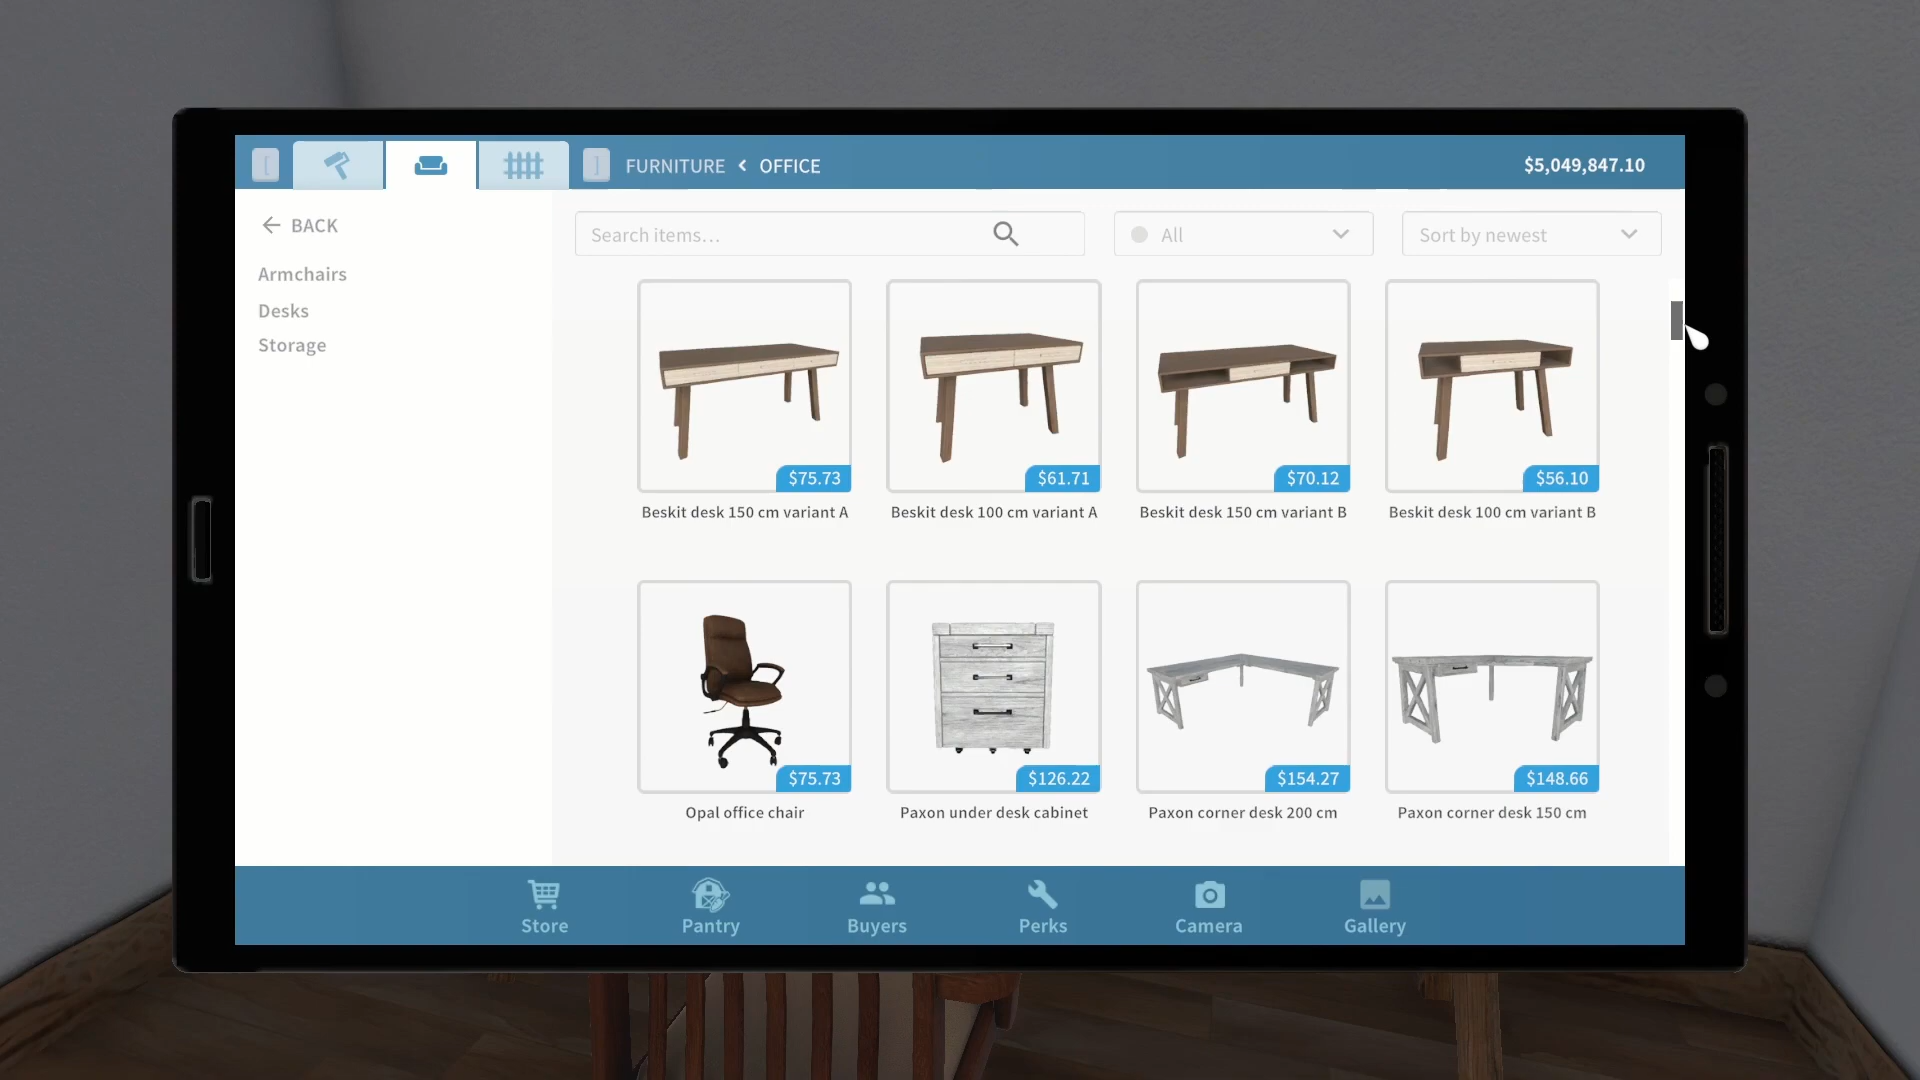 [
]
FURNITURE < OFFICE
$5,049,847.10
BACK
Search items...
All
Sort by newest
Armchairs
Desks
Storage
$75.73
$61.71
$70.12
$56.10
Beskit desk 150 cm variant A
Beskit desk 100 cm variant A
Beskit desk 150 cm variant B
Beskit desk 100 cm variant B
$75.73
$126.22
$154.27
$148.66
Opal office chair
Paxon under desk cabinet
Paxon corner desk 200 cm
Paxon corner desk 150 cm
Store
Pantry
Buyers
Perks
Camera
Gallery